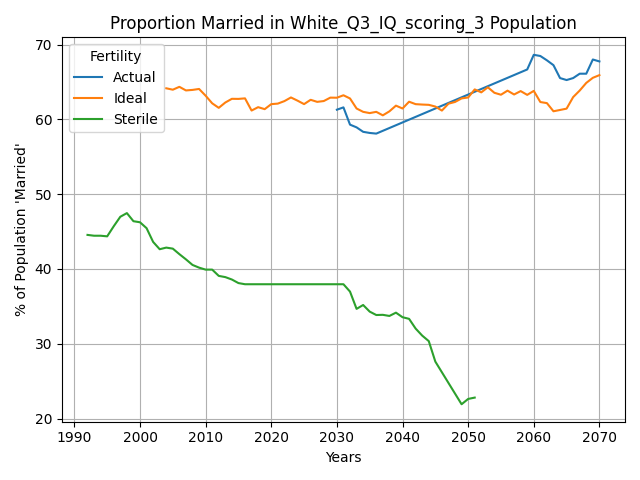 Proportion Married in White_Q3_IQ_scoring_3 Population
% of Population 'Married'
70
60
50
40
30
20
Fertility
Actual
Ideal
Sterile
1990 2000 2010 2020 2030 2040 2050 2060 2070
Years